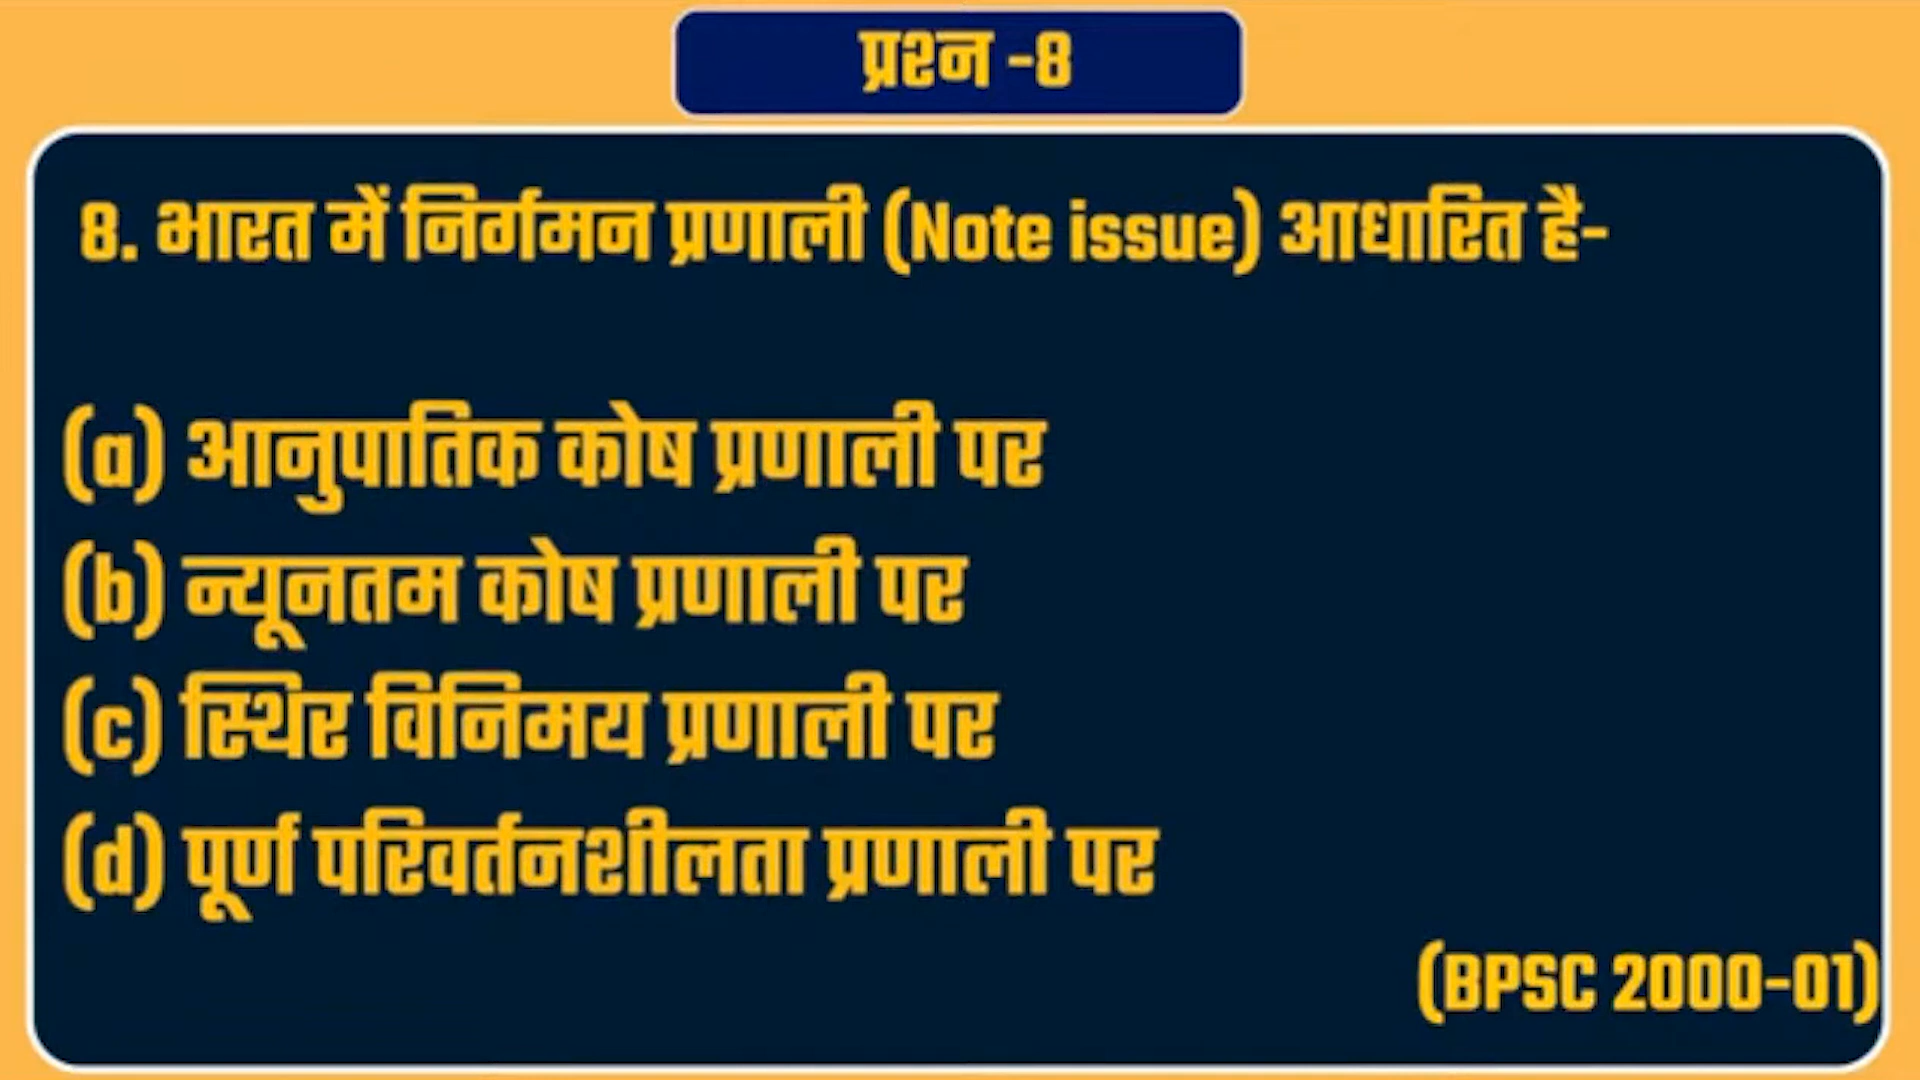 प्रश्न -8
8. भारत में निर्गमन प्रणाली (Note issue) आधारित है-
(a) आनुपातिक कोष प्रणाली पर
(b) न्यूनतम कोष प्रणाली पर
(c) स्थिर विनिमय प्रणाली पर
(d) पूर्ण परिवर्तनशीलता प्रणाली पर
(BPSC 2000-01)